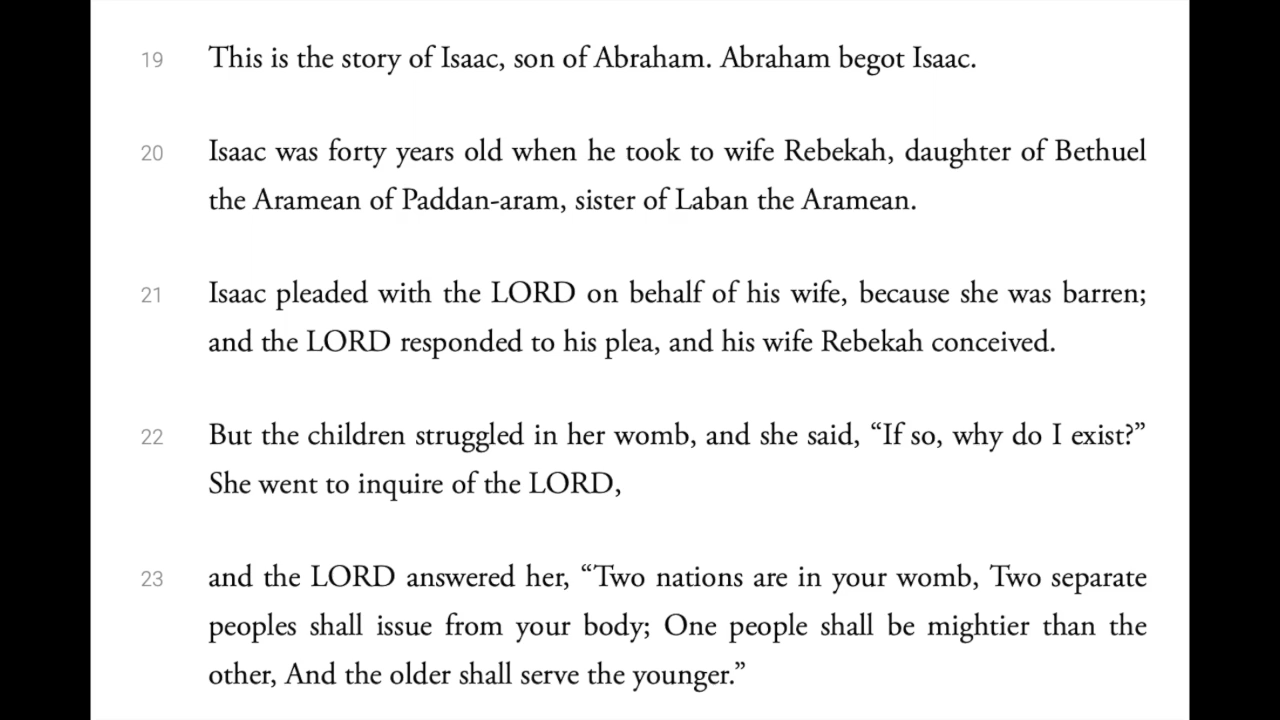 19 This is the story of Isaac, son of Abraham. Abraham begot Isaac.
20 Isaac was forty years old when he took to wife Rebekah, daughter of Bethuel
the Aramean of Paddan-aram, sister of Laban the Aramean.
21 Isaac pleaded with the LORD on behalf of his wife, because she was barren;
and the LORD responded to his plea, and his wife Rebekah conceived.
22 But the children struggled in her womb, and she said, “If so, why do I exist?”
She went to inquire of the LORD,
23 and the LORD answered her, “Two nations are in your womb, Two separate
peoples shall issue from your body; One people shall be mightier than the
other, And the older shall serve the younger.”